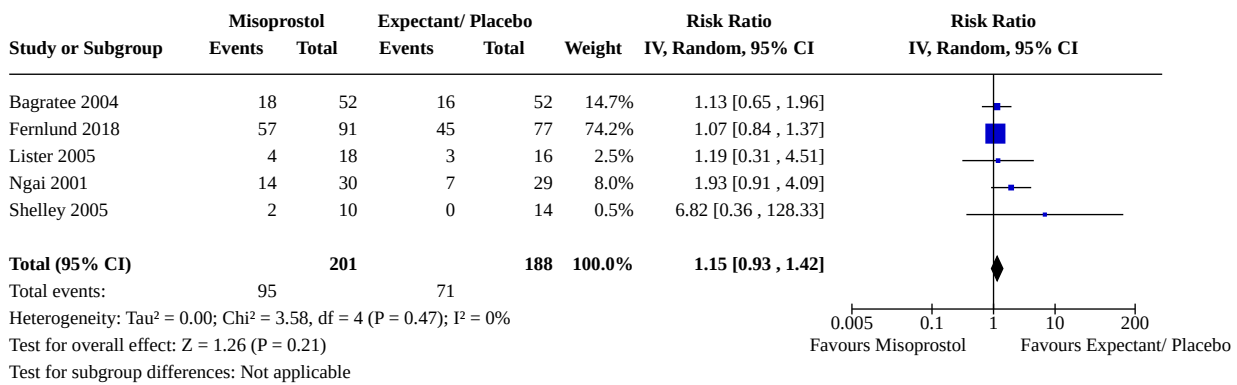 Misoprostol Expectant/ Placebo Risk Ratio Risk Ratio
Study or Subgroup Events Total Events Total Weight IV, Random, 95% CI IV, Random, 95% CI
Bagratee 2004 18 52 16 52 14.7% 1.13 [0.65 , 1.96]
Fernlund 2018 57 91 45 77 74.2% 1.07 [0.84 , 1.37]
Lister 2005 4 18 3 16 2.5% 1.19 [0.31 , 4.51]
Ngai 2001 14 30 7 29 8.0% 1.93 [0.91 , 4.09]
Shelley 2005 2 10 0 14 0.5% 6.82 [0.36 , 128.33]
Total (95% CI) 201 188 100.0% 1.15 [0.93 , 1.42]
Total events: 95 71
Heterogeneity: Tau² = 0.00; Chi² = 3.58, df = 4 (P = 0.47); I² = 0%
0.005 0.1 1 10 200
Test for overall effect: Z = 1.26 (P = 0.21)
Favours Misoprostol Favours Expectant/ Placebo
Test for subgroup differences: Not applicable